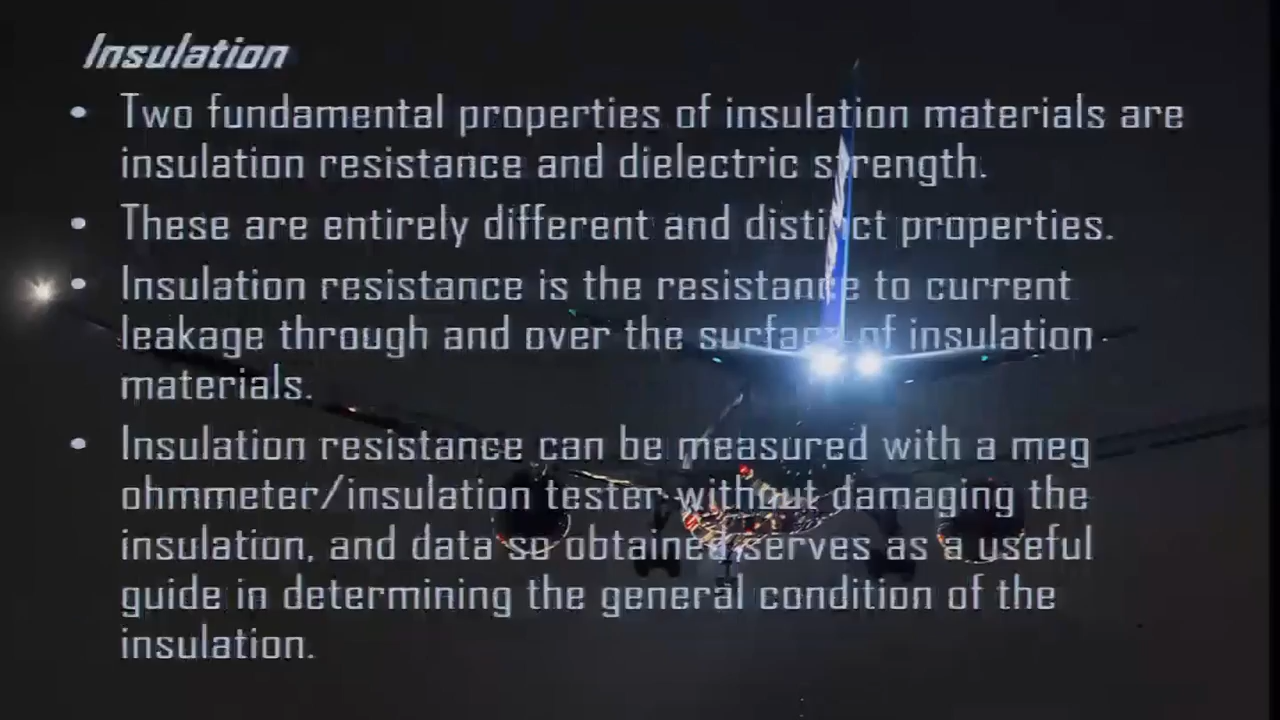 Insulation
• Two fundamental properties of insulation materials are
insulation resistance and dielectric strength.
• These are entirely different and distinct properties.
• Insulation resistance is the resistance to current
leakage through and over the surface of insulation
materials.
• Insulation resistance can be measured with a meg
ohmmeter/insulation tester without damaging the
insulation, and data so obtained serves as a useful
guide in determining the general condition of the
insulation.